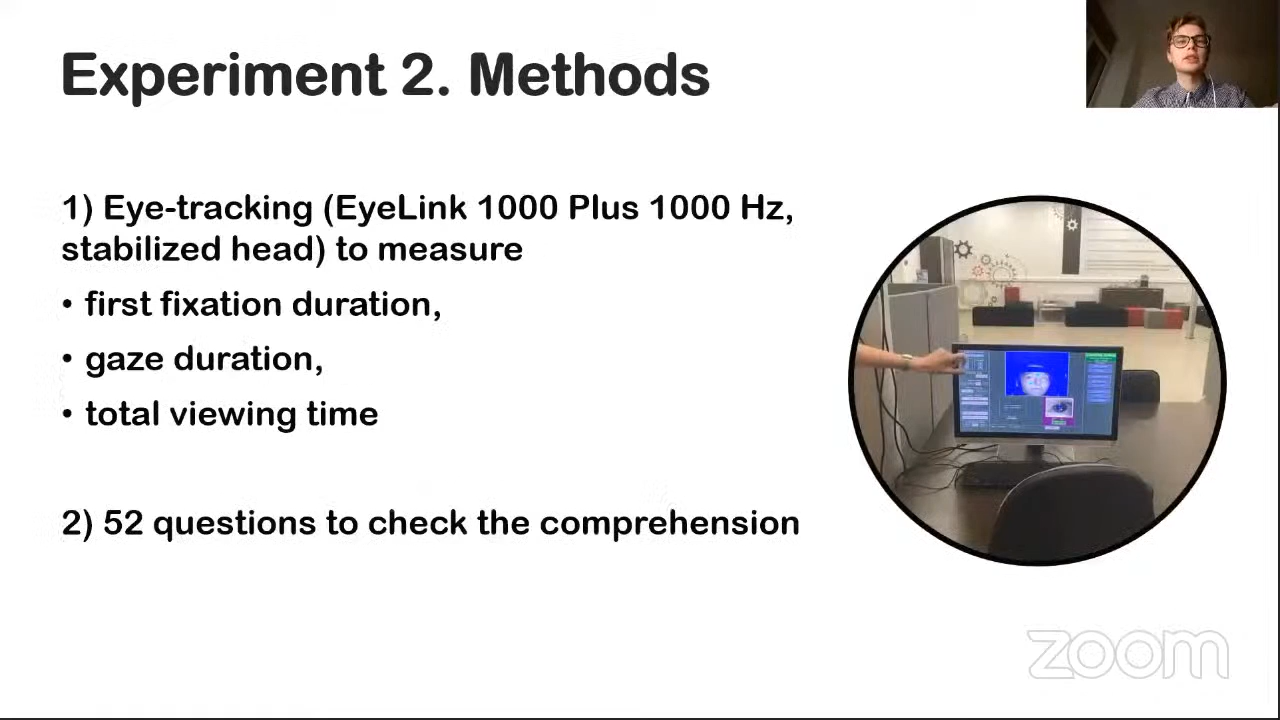 Experiment 2. Methods
1) Eye-tracking (EyeLink 1000 Plus 1000 Hz,
stabilized head) to measure
• first fixation duration,
• gaze duration,
• total viewing time
2) 52 questions to check the comprehension
zoom